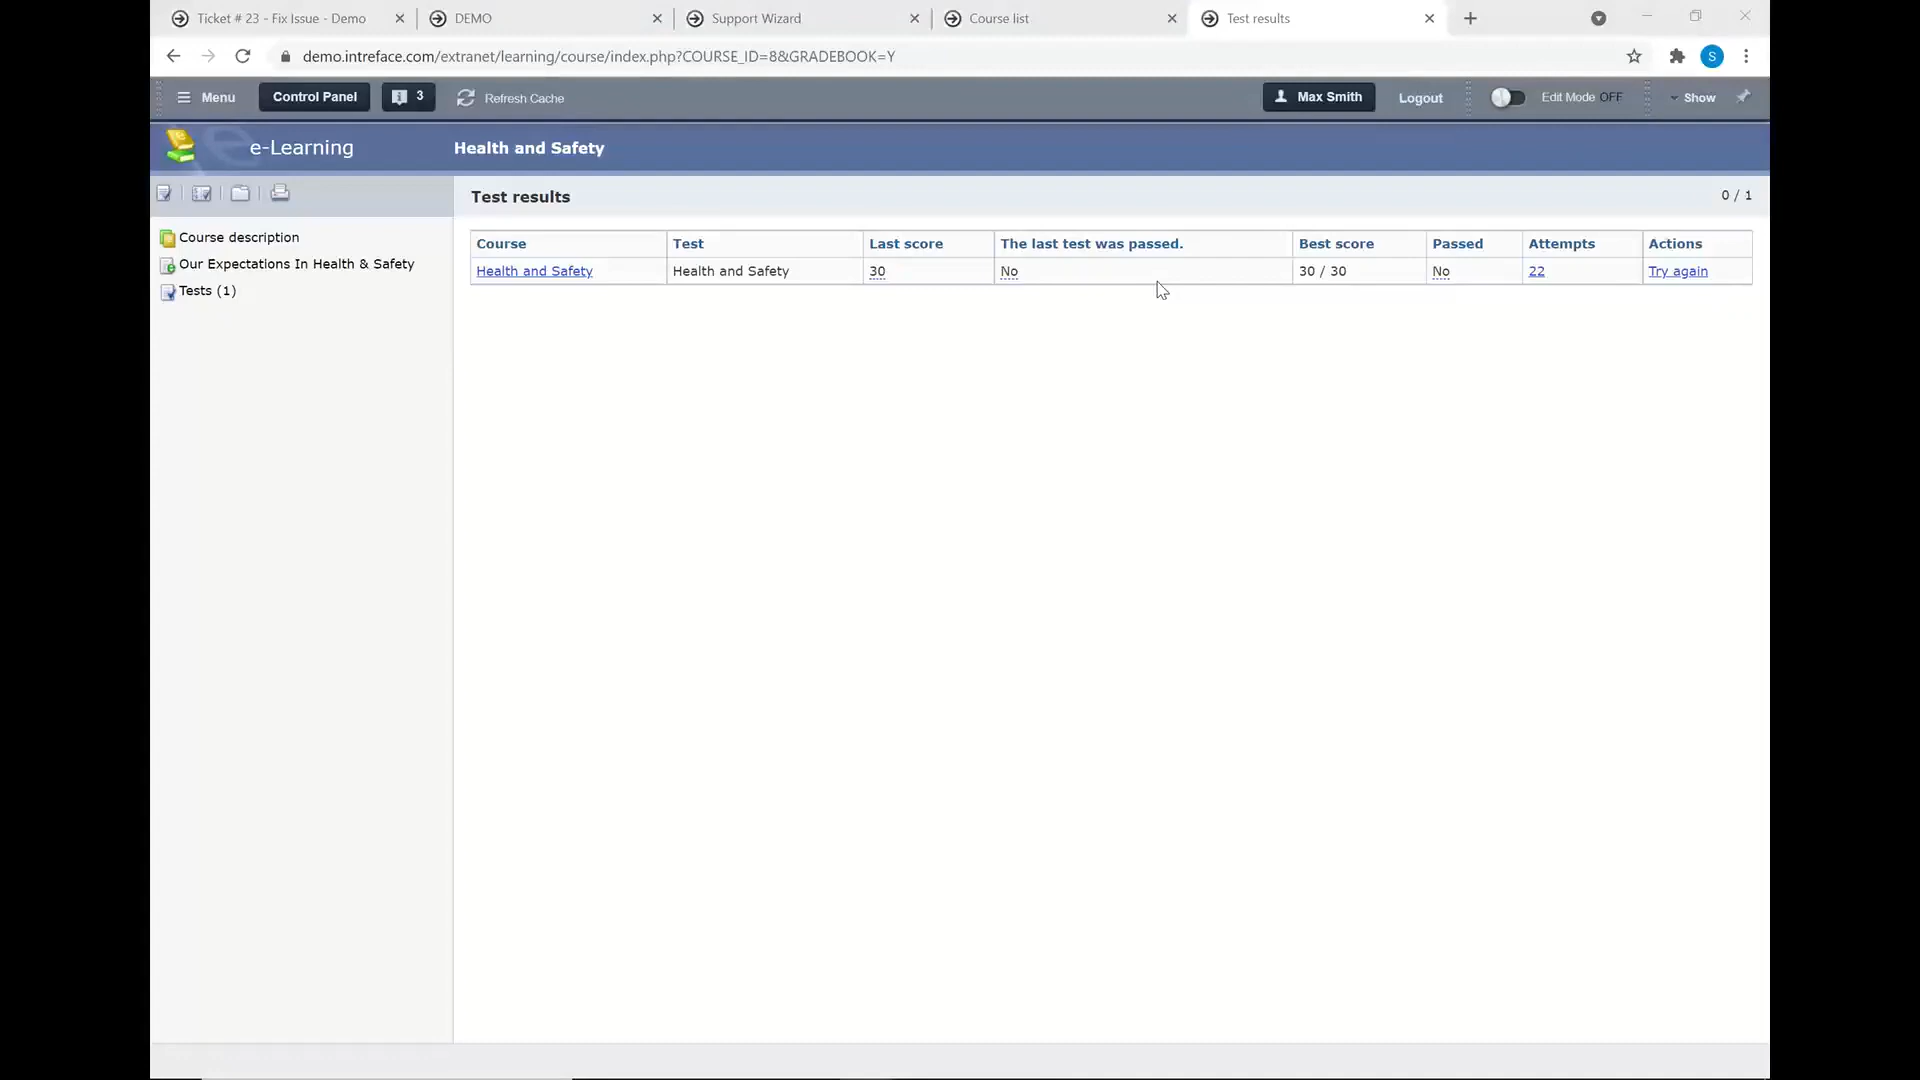 Ticket # 23 - Fix Issue - Demo
DEMO
Support Wizard
Course list
Test results
demo.intreface.com/extranet/learning/course/index.php?COURSE_ID=8&GRADEBOOK=Y
S
Menu
Control Panel
3
Refresh Cache
Max Smith
Logout
Edit Mode OFF
Show
e-Learning
Health and Safety
Test results
0 / 1
Course description
Our Expectations In Health & Safety
Tests (1)
Course Test Last score The last test was passed. Best score Passed Attempts Actions
Health and Safety Health and Safety 30 No 30 / 30 No 22 Try again